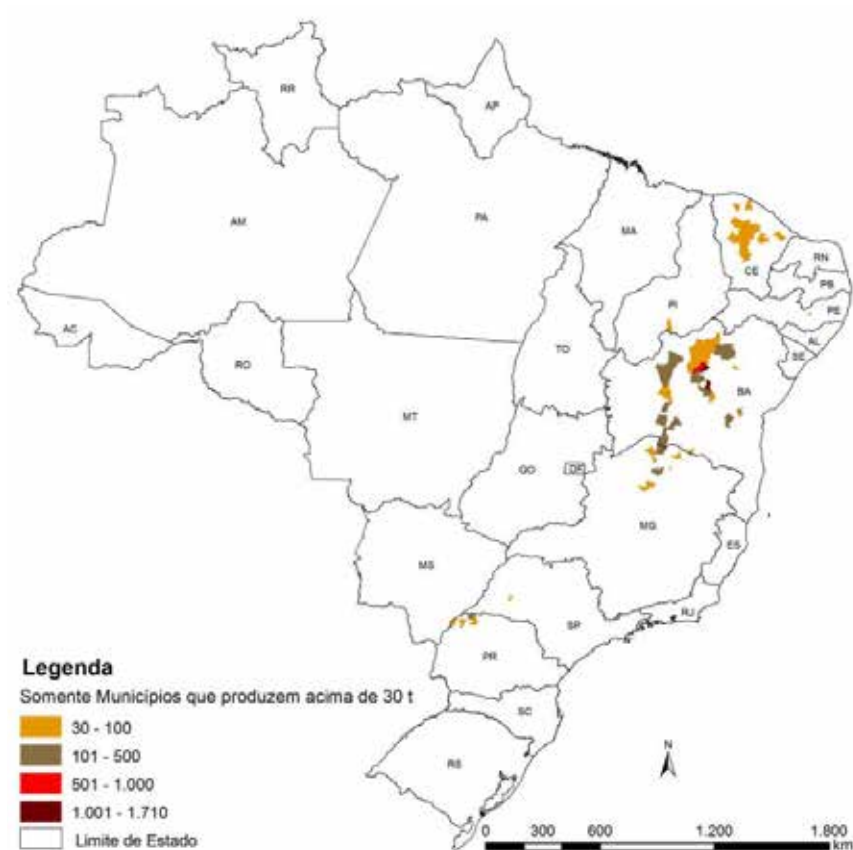 RR
AP
AM
PA
MA
CE
RN
PB
PE
AL
SE
PI
AC
RO
TO
BA
MT
GO
DF
MG
ES
MS
SP
RJ
PR
SC
RS
Legenda
Somente Municípios que produzem acima de 30 t
30 - 100
101 - 500
501 - 1.000
1.001 - 1.710
Limite de Estado
N
0 300 600 1.200 1.800
km